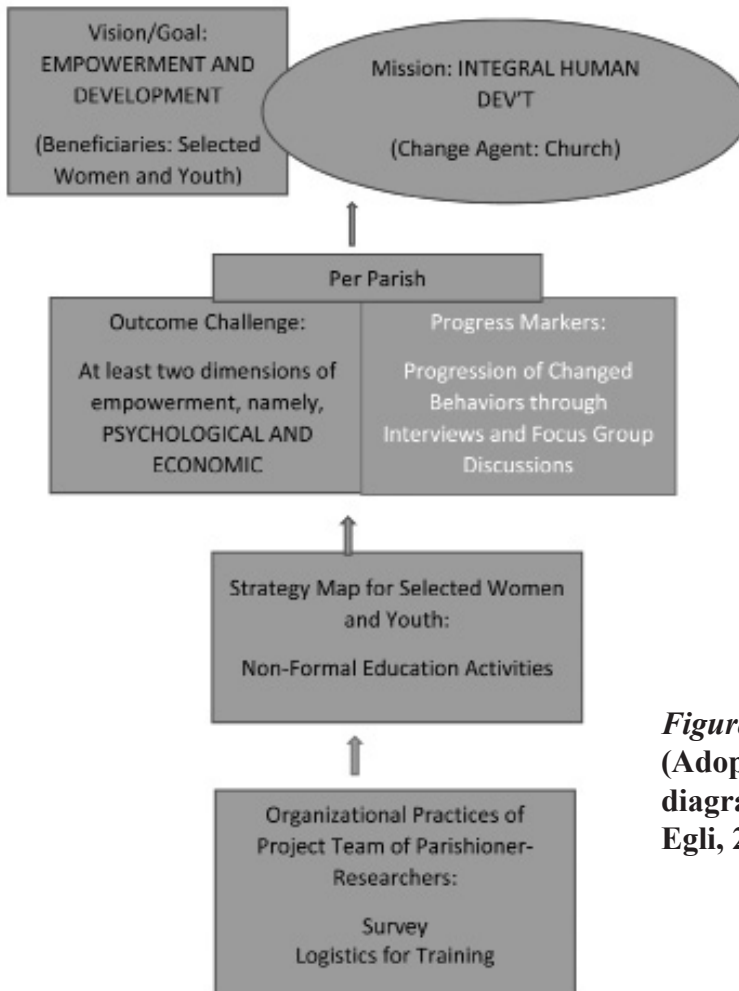 Vision/Goal:
EMPOWERMENT AND
DEVELOPMENT
(Beneficiaries: Selected
Women and Youth)
Mission: INTEGRAL HUMAN
DEV'T
(Change Agent: Church)
Per Parish
Outcome Challenge:
At least two dimensions of
empowerment, namely,
PSYCHOLOGICAL AND
ECONOMIC
Progress Markers:
Progression of Changed
Behaviors through
Interviews and Focus Group
Discussions
Strategy Map for Selected Women
and Youth:
Non-Formal Education Activities
Organizational Practices of
Project Team of Parishioner-
Researchers:
Survey
Logistics for Training
(Adop
diagra
Egli, 2